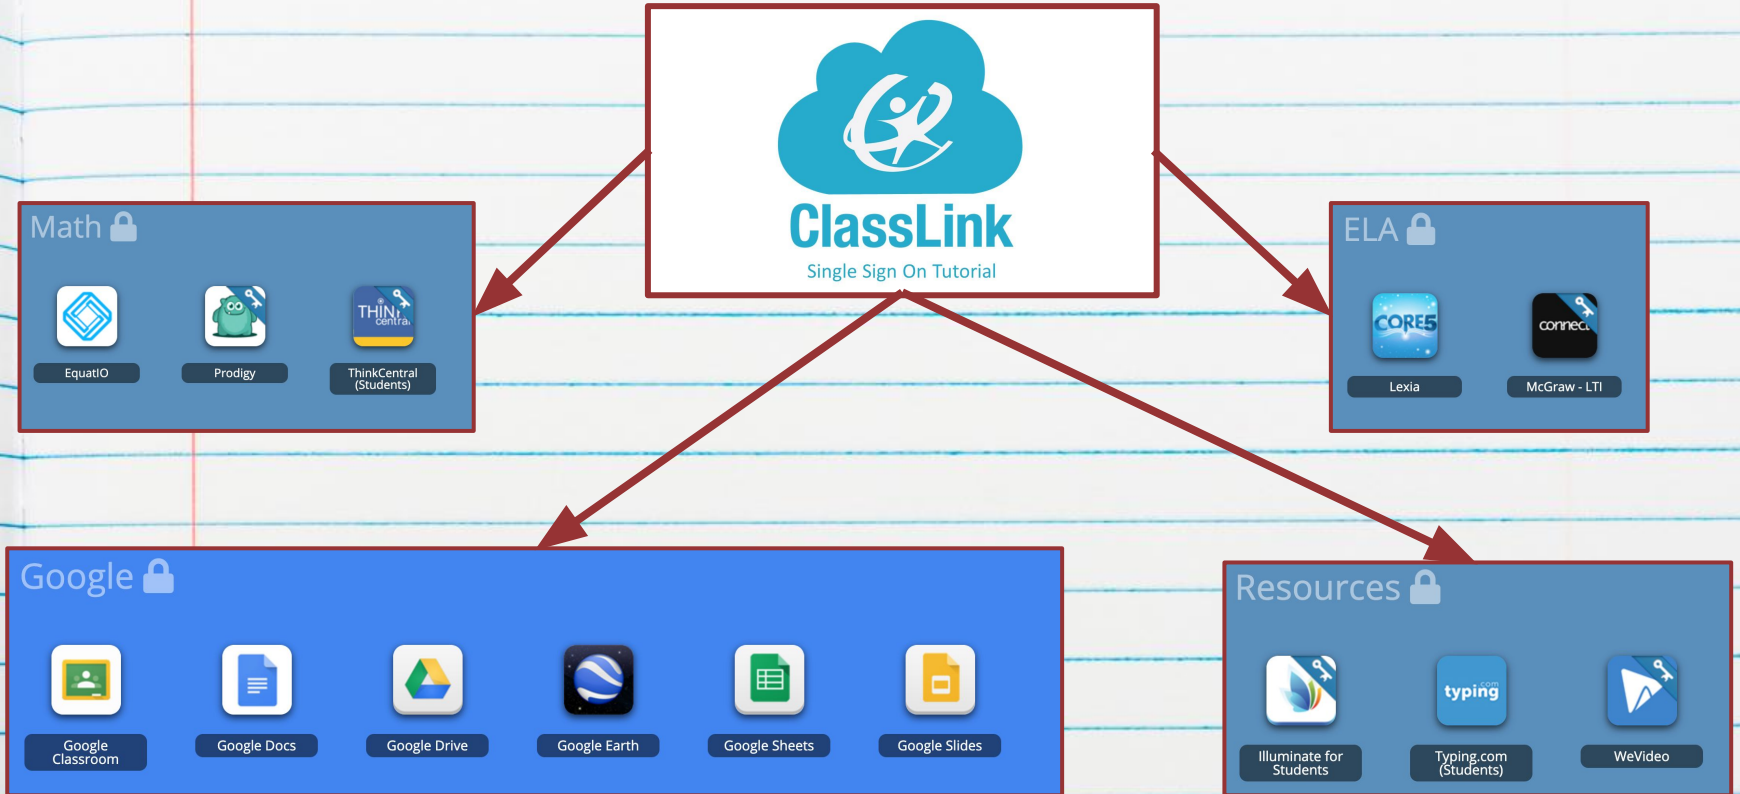 ClassLink
Single Sign On Tutorial
Math
EquatIO
Prodigy
THIN
central
ThinkCentral
(Students)
ELA
CORE5
Lexia
connect
McGraw - LTI
Google
Google
Classroom
Google Docs
Google Drive
Google Earth
Google Sheets
Google Slides
Resources
Illuminate for
Students
typing
.com
Typing.com
(Students)
WeVideo